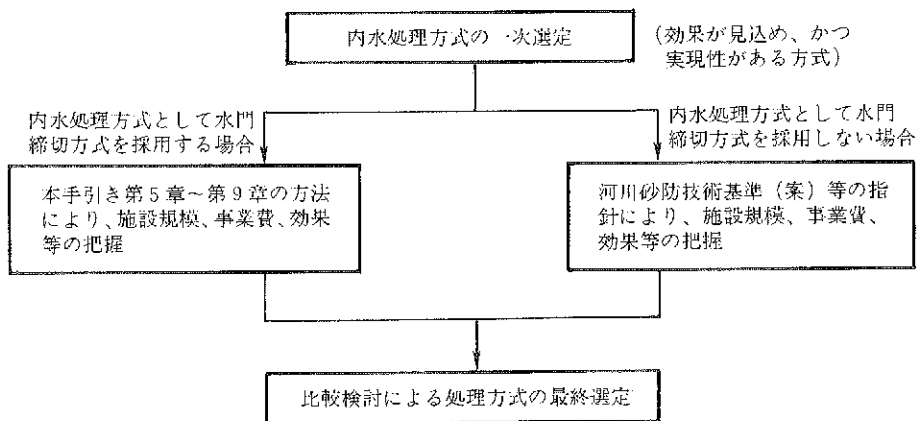 内水処理方式の一次選定
(効果が見込め、かつ
実現性がある方式)
内水処理方式として水門
締切方式を採用する場合
内水処理方式として水門
締切方式を採用しない場合
本手引き第5章~第9章の方法
により、施設規模、事業費、効果
等の把握
河川砂防技術基準(案)等の指
針により、施設規模、事業費、
効果等の把握
比較検討による処理方式の最終選定